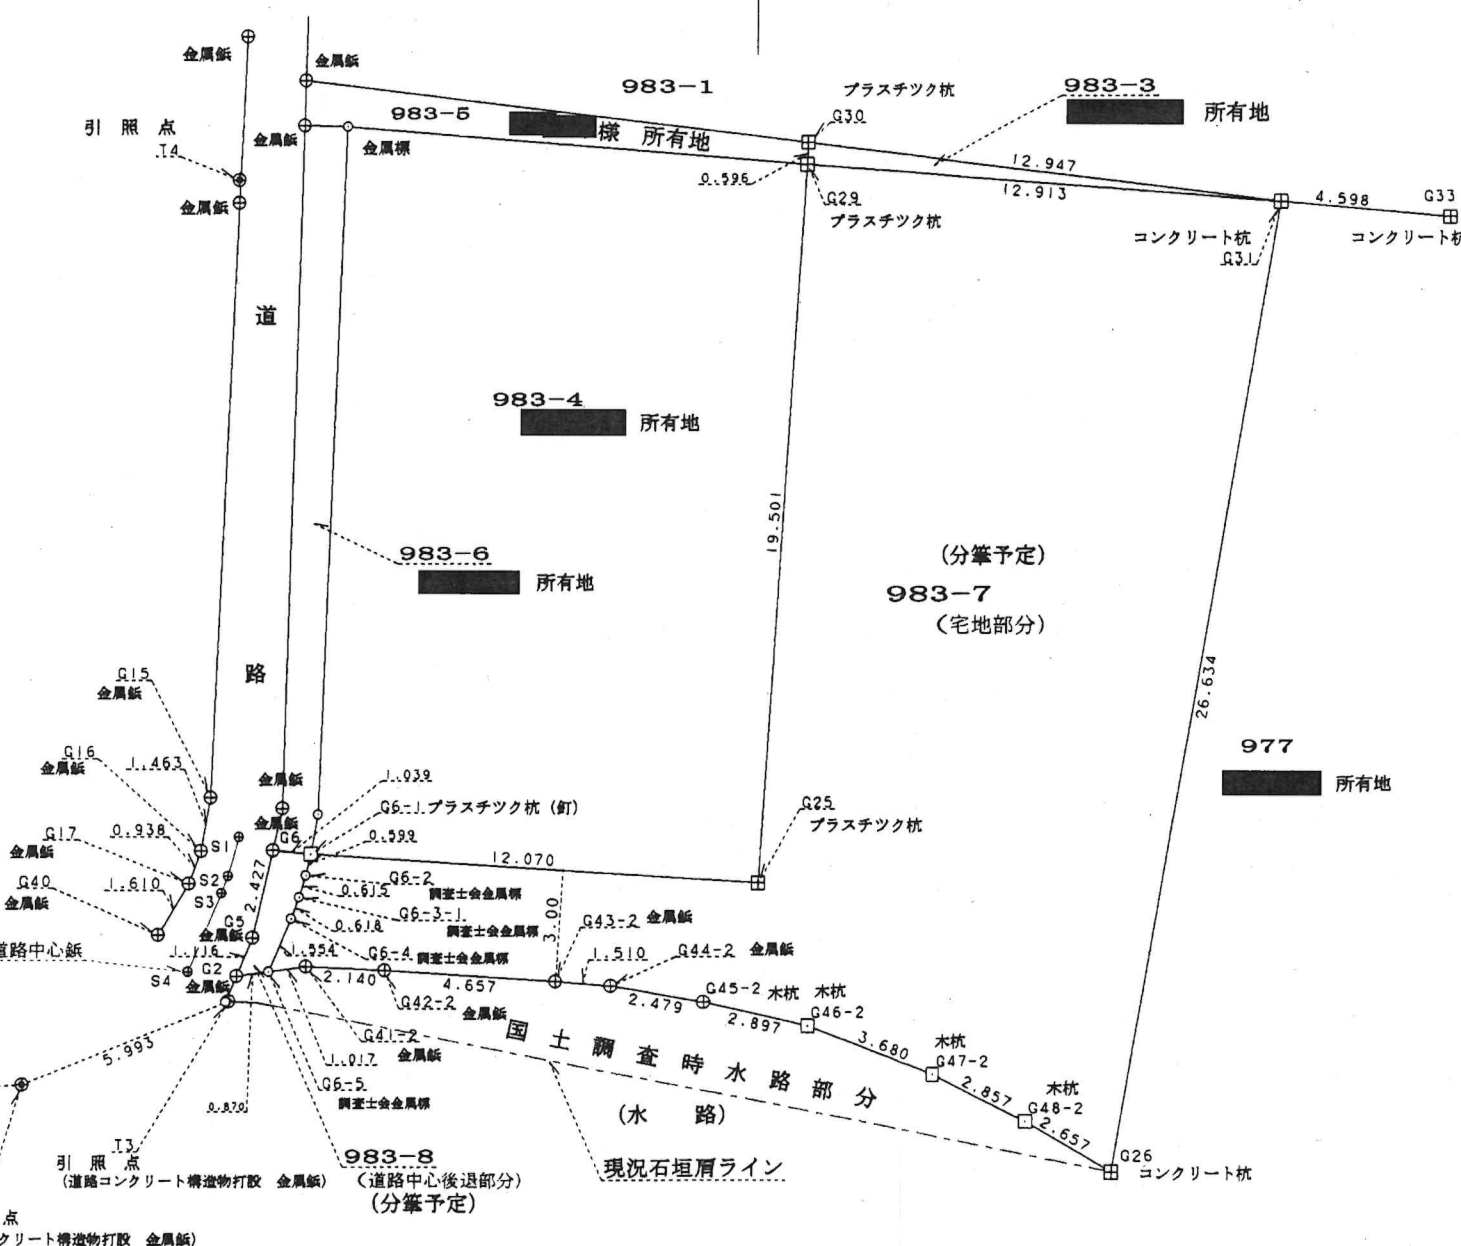 金属鋲
金属鋲
983-1
プラスチツク杭
983-3
所有地
983-5
様 所有地
G30
引 照 点
T4
金属鋲
金属標
12.947
0.596
12.913
G29
プラスチツク杭
金属鋲
4.598
G33
コンクリート杭
G31
コンクリート杭
道
983-4
所有地
19.501
983-6
所有地
(分筆予定)
983-7
(宅地部分)
26.634
路
G15
金属鋲
G16
金属鋲
1.463
977
所有地
金属鋲
1.039
G6-1 プラスチツク杭 (釘)
G25
プラスチツク杭
G17
金属鋲
0.938
S1
金属鋲
G6
0.599
12.070
G40
金属鋲
1.610
S2
S3
2.427
G6-2
調査士会金属標
0.615
G6-3-1
調査士会金属標
0.618
3.00
G43-2 金属鋲
G5
金属鋲
道路中心鋲
1.116
1.554
G6-4
調査士会金属標
1.510
G44-2 金属鋲
S4
G2
金属鋲
2.140
4.657
G42-2
金属鋲
2.479
G45-2 木杭
木杭
G46-2
2.897
5.993
G41-2
金属鋲
1.017
G6-5
調査士会金属標
0.870
国土調査時水路部分
(水 路)
3.680
木杭
G47-2
2.857
木杭
G48-2
2.657
G26
コンクリート杭
T3
引 照 点
(道路コンクリート構造物打設 金属鋲)
983-8
(道路中心後退部分)
(分筆予定)
現況石垣肩ライン
点
クリート構造物打設 金属鋲)